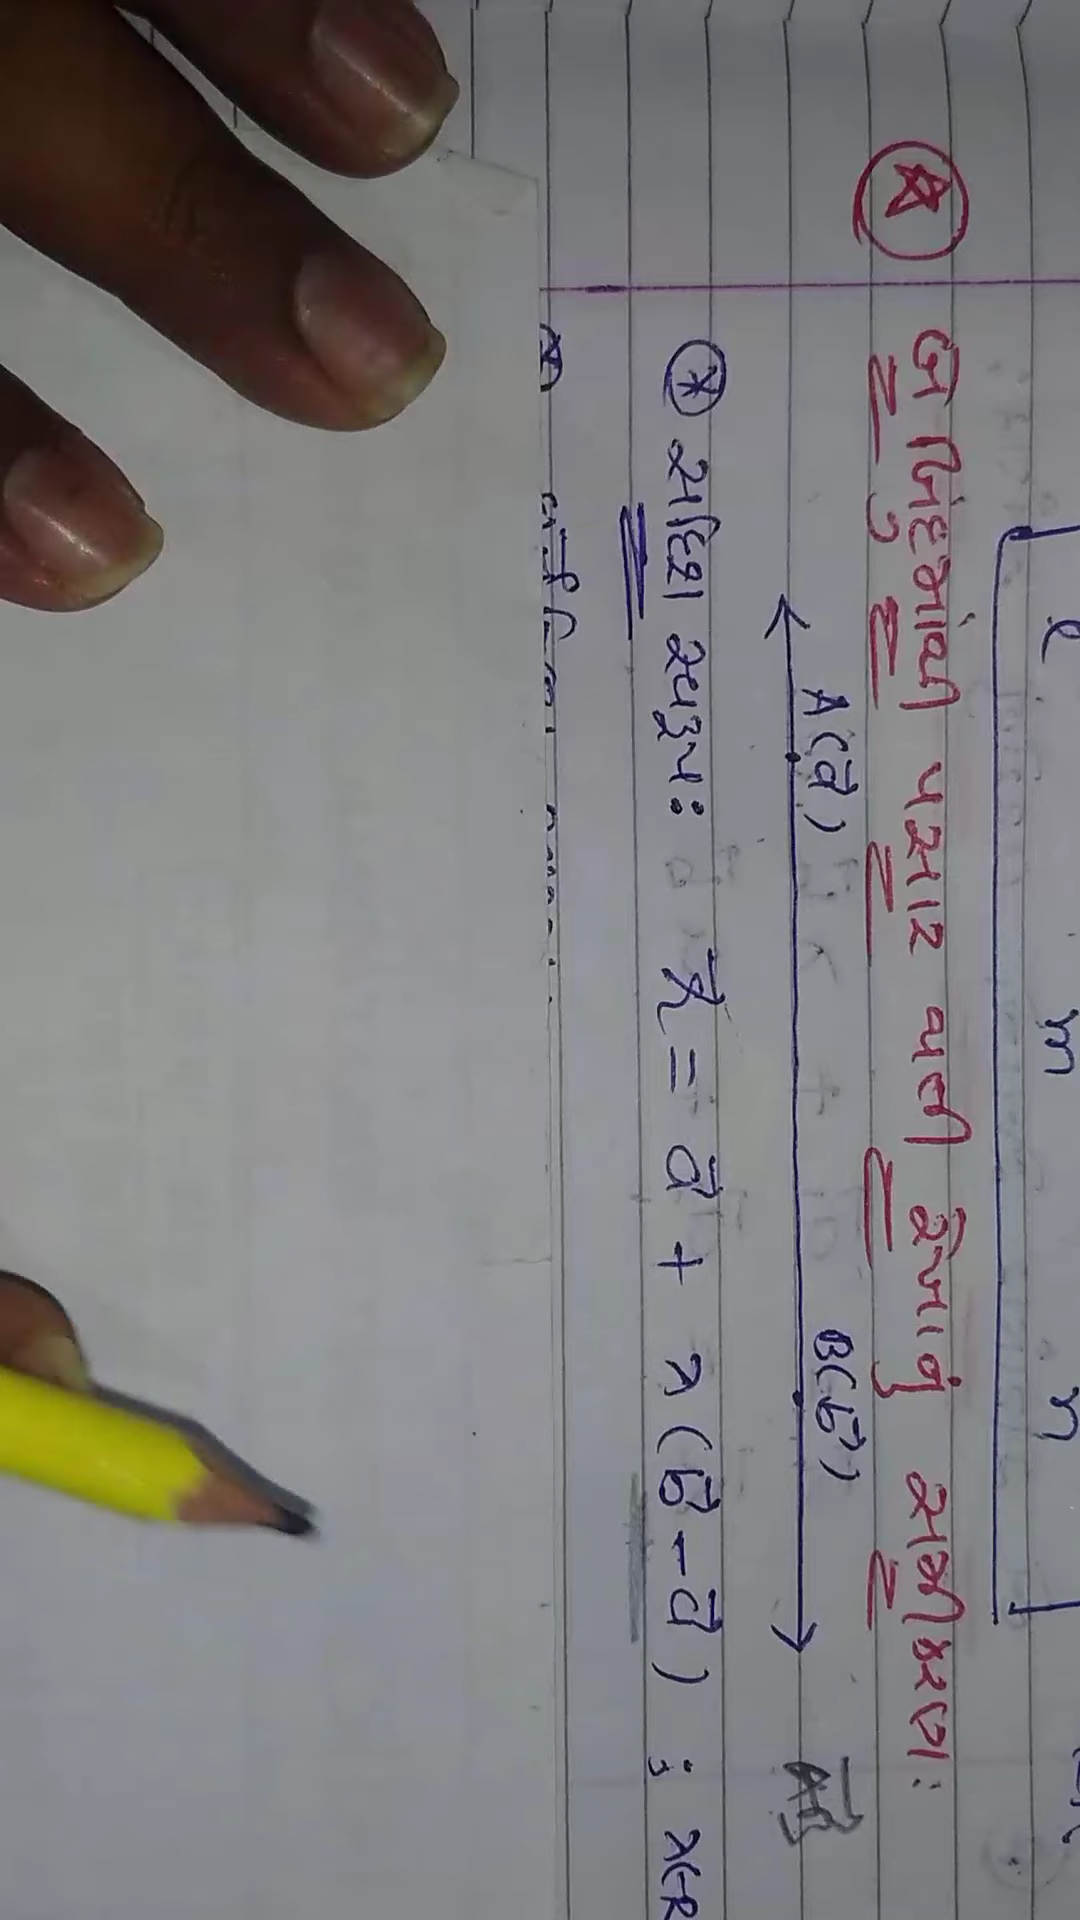 l m n
બે બિંદુમાંથી પસાર થતી રેખાનું સમીકરણ:
A(a⃗) B(b⃗)
સદિશ સ્વરૂપ: r⃗ = a⃗ + λ(b⃗ - a⃗) ; λ∈R